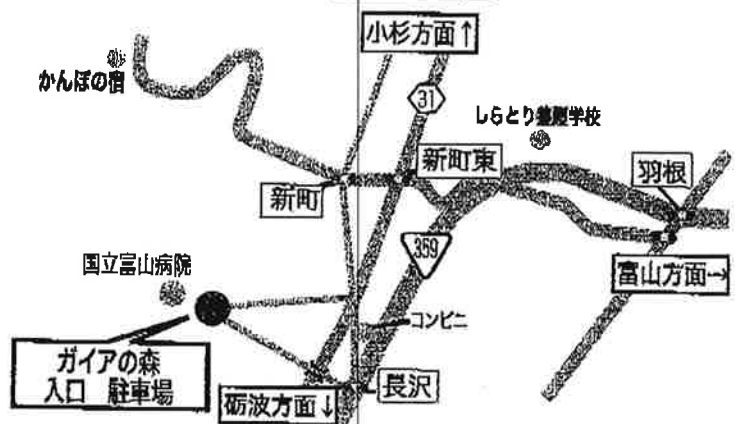 小杉方面↑
かんぽの宿
31
しらとり養護学校
新町東
羽根
新町
359
国立富山病院
富山方面→
コンビニ
ガイアの森
入口 駐車場
長沢
砺波方面↓